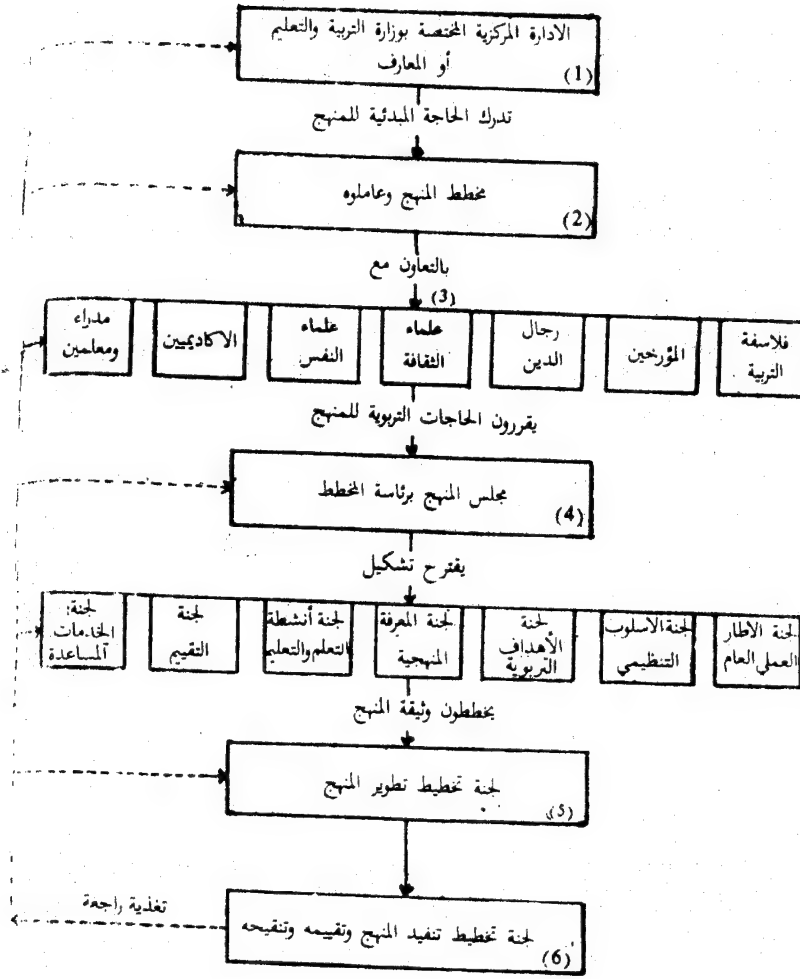 الادارة المركزية المختصة بوزارة التربية والتعليم
أو المعارف
(1)
تدرك الحاجة المبدئية للمنهج
مخطط المنهج وعاملوه
(2)
بالتعاون مع
(3)
فلاسفة
التربية
المؤرخين
رجال
الدين
علماء
الثقافة
علماء
النفس
الاكاديميين
مدراء
ومعلمين
يقررون الحاجات التربوية للمنهج
مجلس المنهج برئاسة المخطط
(4)
يقترح تشكيل
لجنة الاطار
العملي العام
لجنة الاسلوب
التنظيمي
لجنة
الأهداف
التربوية
لجنة المعرفة
المنهجية
لجنة أنشطة
التعلم والتعليم
لجنة
التقييم
لجنة
الخدمات
المساعدة
يخططون وثيقة المنهج
لجنة تخطيط تطوير المنهج
(5)
تغذية راجعة
لجنة تخطيط تنفيد المنهج وتقييمه وتنقيحه
(6)